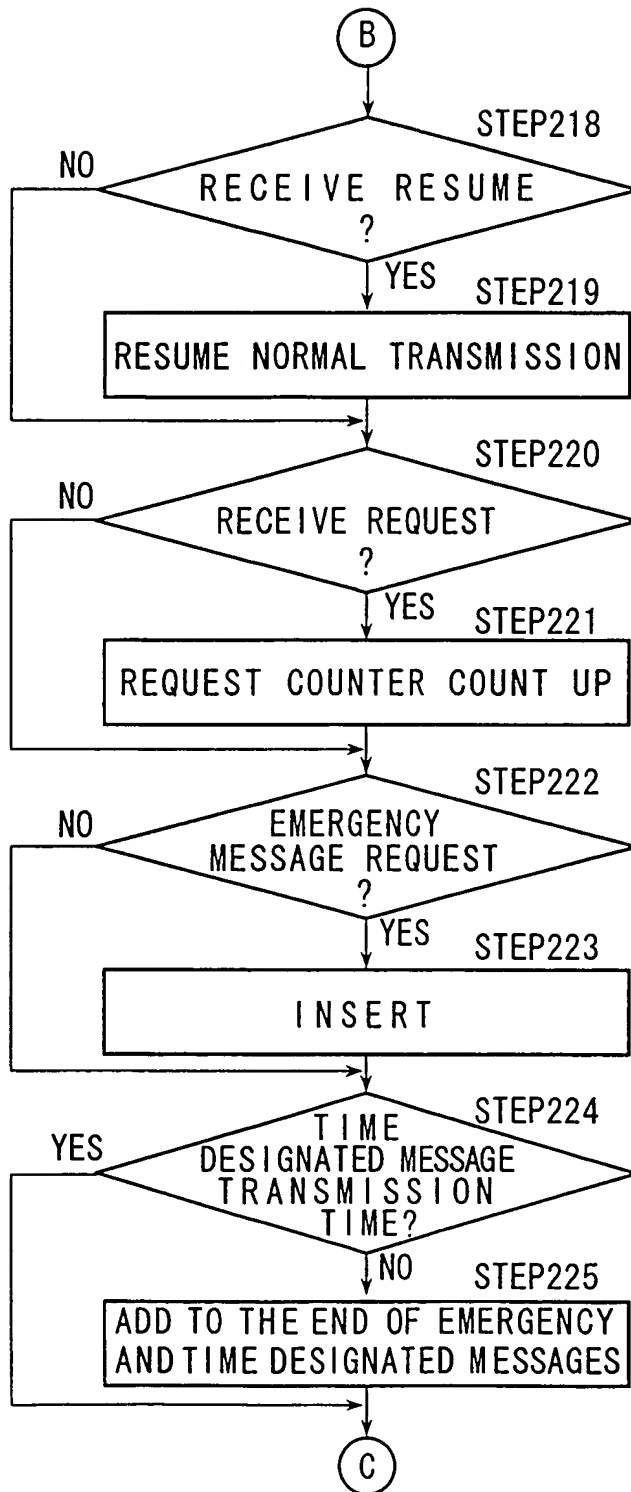 B
STEP218
NO
RECEIVE RESUME
?
YES
STEP219
RESUME NORMAL TRANSMISSION
STEP220
NO
RECEIVE REQUEST
?
YES
STEP221
REQUEST COUNTER COUNT UP
STEP222
NO
EMERGENCY
MESSAGE REQUEST
?
YES
STEP223
INSERT
STEP224
YES
TIME
DESIGNATED MESSAGE
TRANSMISSION
TIME?
NO
STEP225
ADD TO THE END OF EMERGENCY
AND TIME DESIGNATED MESSAGES
C